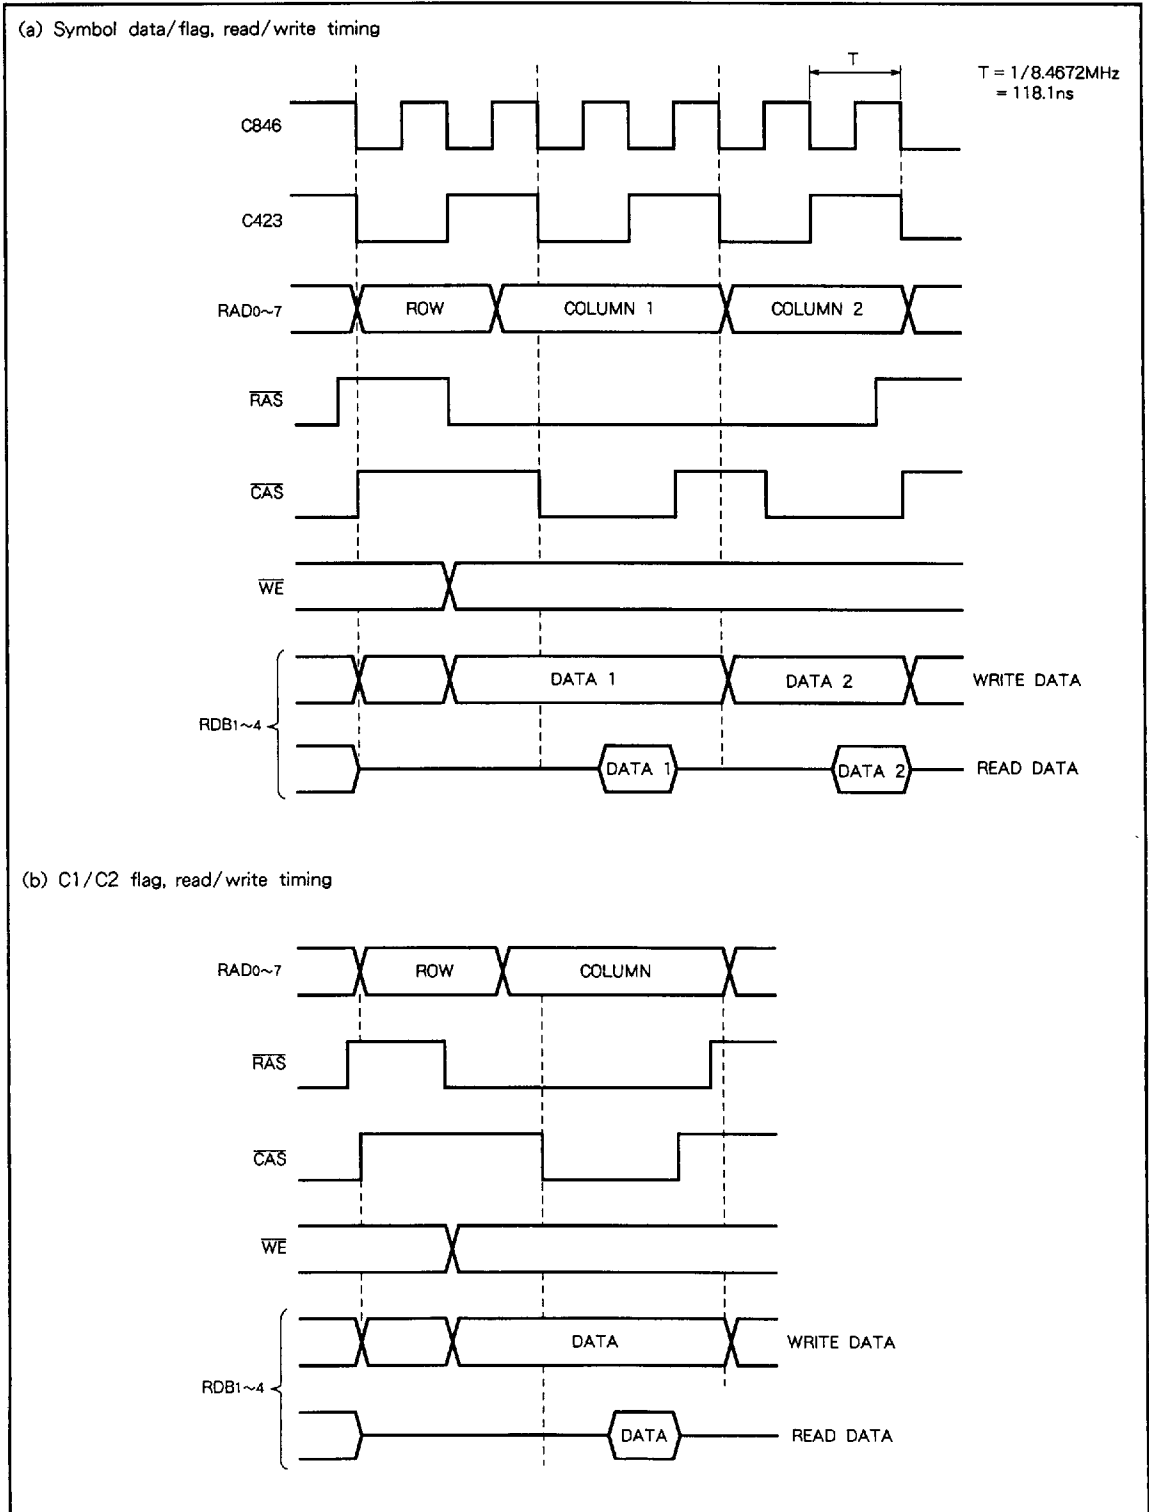 (a) Symbol data/flag, read/write timing
T
T = 1/8.4672MHz
= 118.1ns
C846
C423
RAD0~7 ROW COLUMN 1 COLUMN 2
RAS
CAS
WE
DATA 1 DATA 2 WRITE DATA
RDB1~4
DATA 1 DATA 2 READ DATA
(b) C1/C2 flag, read/write timing
RAD0~7 ROW COLUMN
RAS
CAS
WE
DATA WRITE DATA
RDB1~4
DATA READ DATA